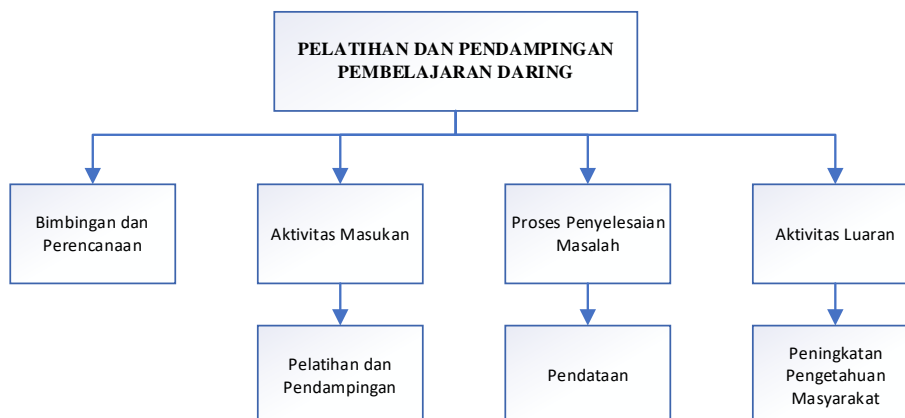 PELATIHAN DAN PENDAMPINGAN
PEMBELAJARAN DARING
Bimbingan dan
Perencanaan
Aktivitas Masukan
Proses Penyelesaian
Masalah
Aktivitas Luaran
Pelatihan dan
Pendampingan
Pendataan
Peningkatan
Pengetahuan
Masyarakat